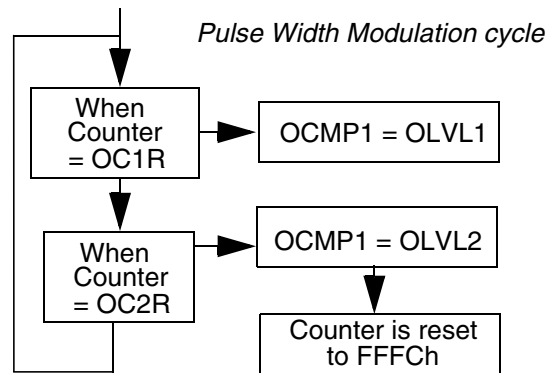 Pulse Width Modulation cycle
When
Counter
= OC1R
OCMP1 = OLVL1
When
Counter
= OC2R
OCMP1 = OLVL2
Counter is reset
to FFFCh